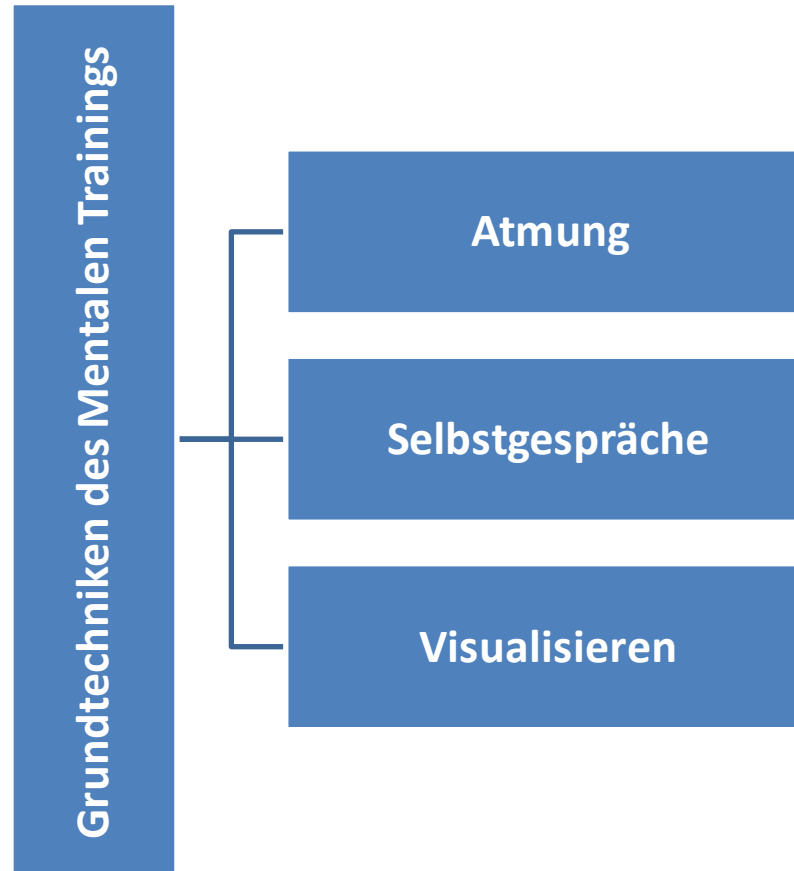 Grundtechniken des Mentalen Trainings
Atmung
Selbstgespräche
Visualisieren